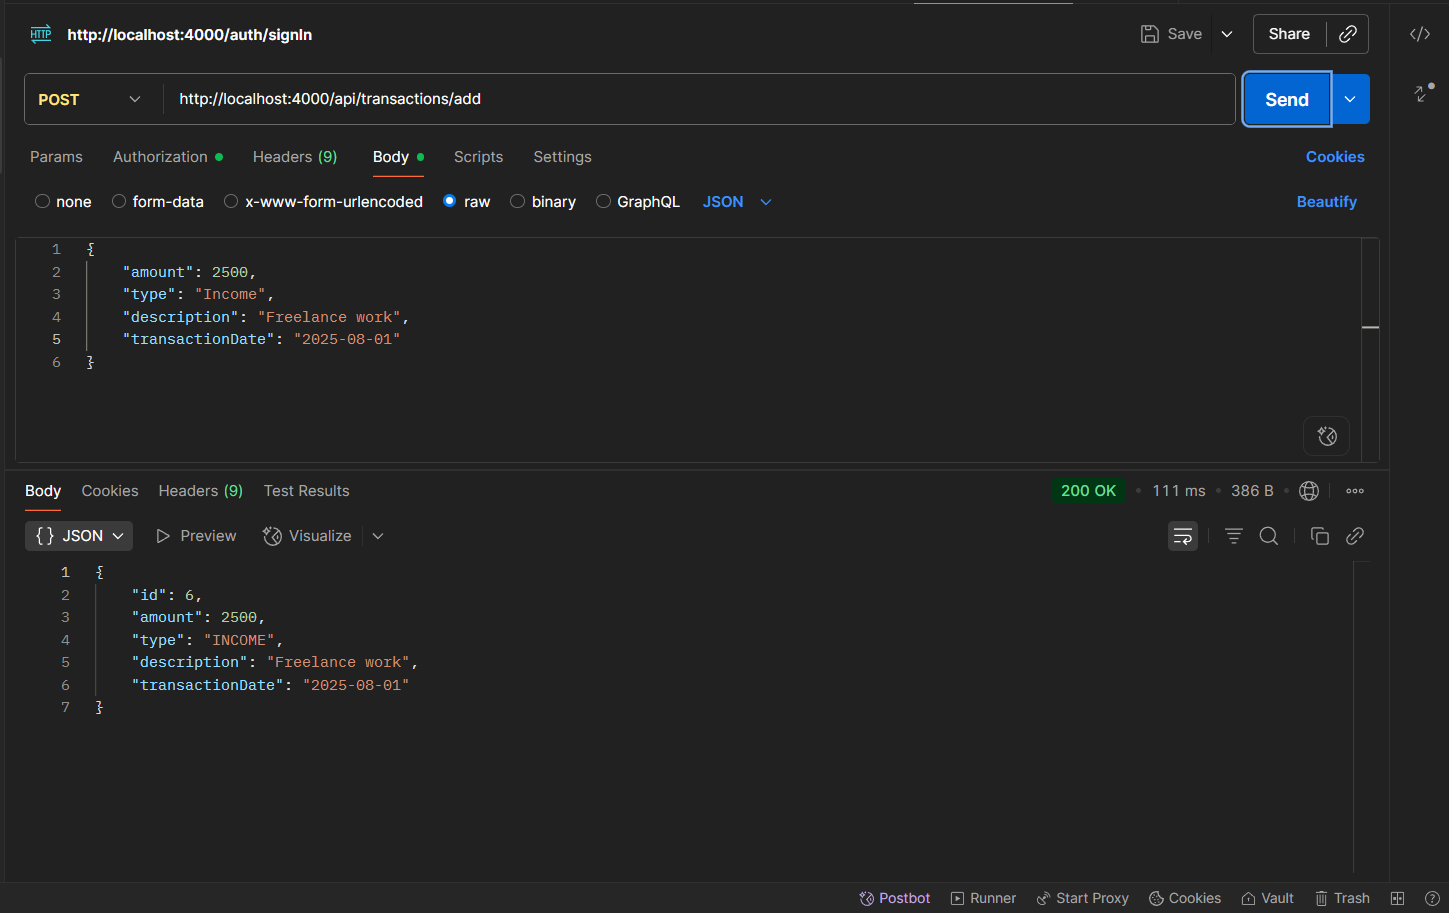 HTTP http://localhost:4000/auth/signIn Save Share
POST http://localhost:4000/api/transactions/add Send
Params Authorization Headers (9) Body Scripts Settings Cookies
none form-data x-www-form-urlencoded raw binary GraphQL JSON Beautify
1 {
2 "amount": 2500,
3 "type": "Income",
4 "description": "Freelance work",
5 "transactionDate": "2025-08-01"
6 }
Body Cookies Headers (9) Test Results 200 OK • 111 ms • 386 B
{} JSON Preview Visualize
1 {
2 "id": 6,
3 "amount": 2500,
4 "type": "INCOME",
5 "description": "Freelance work",
6 "transactionDate": "2025-08-01"
7 }
Postbot Runner Start Proxy Cookies Vault Trash